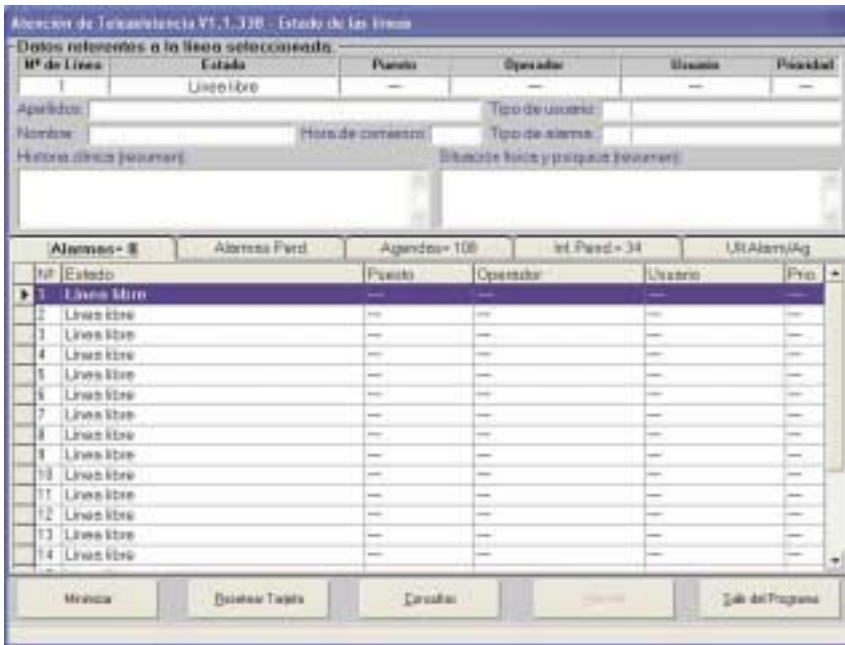 Atención de Teleasistencia V1.1.330 - Estado de las líneas
Datos referentes a la línea seleccionada:
Nº de Línea Estado Puesto Operador Usuario Prioridad
1 Línea libre --- --- --- ---
Apellidos: Tipo de usuario:
Nombre: Hora de comienzo: Tipo de alarma:
Historia clínica (resumen): Situación física y psíquica (resumen):
Alarmas= Alarmas Pend. Agendas= 108 Int. Pend.= 34 Ult.Alarm/Ag
Nº Estado Puesto Operador Usuario Prio.
1 Línea libre --- --- --- ---
2 Línea libre --- --- --- ---
3 Línea libre --- --- --- ---
4 Línea libre --- --- --- ---
5 Línea libre --- --- --- ---
6 Línea libre --- --- --- ---
7 Línea libre --- --- --- ---
8 Línea libre --- --- --- ---
9 Línea libre --- --- --- ---
10 Línea libre --- --- --- ---
11 Línea libre --- --- --- ---
12 Línea libre --- --- --- ---
13 Línea libre --- --- --- ---
14 Línea libre --- --- --- ---
Minimizar Resetear Tarjeta Consultas Salir del Programa